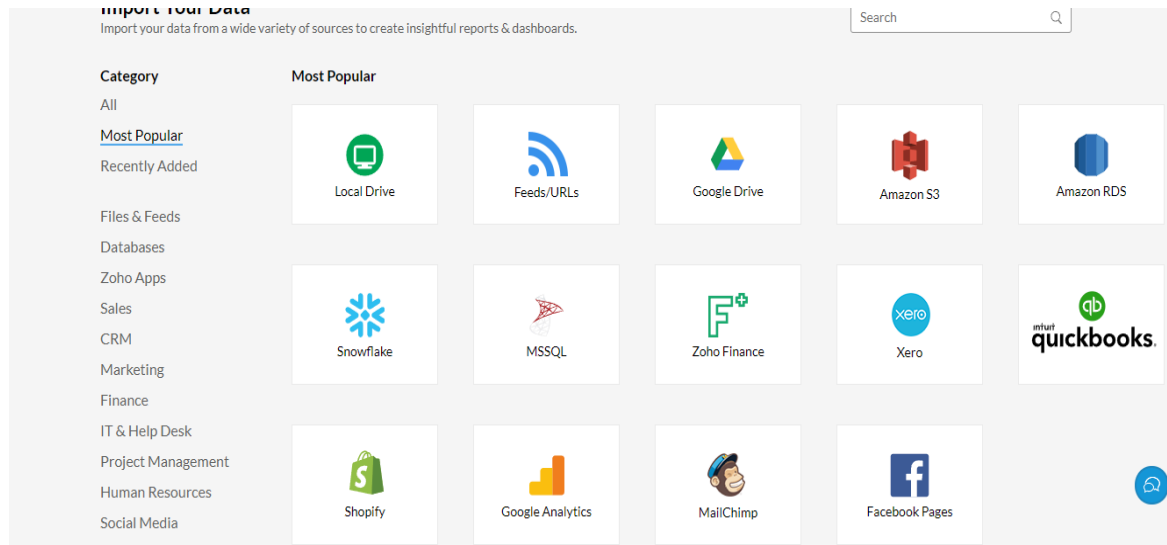 Import Your Data
Import your data from a wide variety of sources to create insightful reports & dashboards.
Search
Category
All
Most Popular
Recently Added
Files & Feeds
Databases
Zoho Apps
Sales
CRM
Marketing
Finance
IT & Help Desk
Project Management
Human Resources
Social Media
Most Popular
Local Drive
Feeds/URLs
Google Drive
Amazon S3
Amazon RDS
Snowflake
MSSQL
Zoho Finance
xero
Xero
qb
intuit
quickbooks.
Shopify
Google Analytics
MailChimp
Facebook Pages